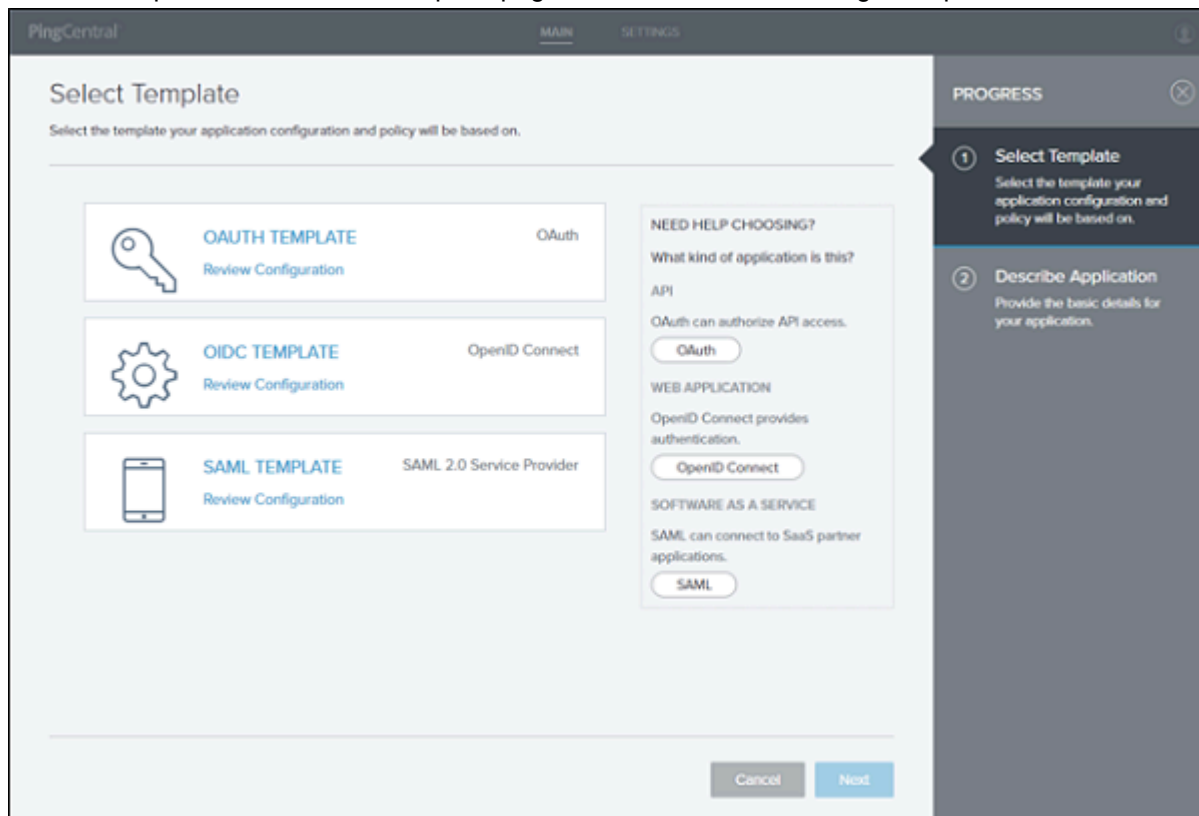 PingCentral
MAIN
SETTINGS
Select Template
Select the template your application configuration and policy will be based on.
OAUTH TEMPLATE
OAuth
Review Configuration
OIDC TEMPLATE
OpenID Connect
Review Configuration
SAML TEMPLATE
SAML 2.0 Service Provider
Review Configuration
NEED HELP CHOOSING?
What kind of application is this?
API
OAuth can authorize API access.
OAuth
WEB APPLICATION
OpenID Connect provides
authentication.
OpenID Connect
SOFTWARE AS A SERVICE
SAML can connect to SaaS partner
applications.
SAML
Cancel
Next
PROGRESS
1
Select Template
Select the template your
application configuration and
policy will be based on.
2
Describe Application
Provide the basic details for
your application.